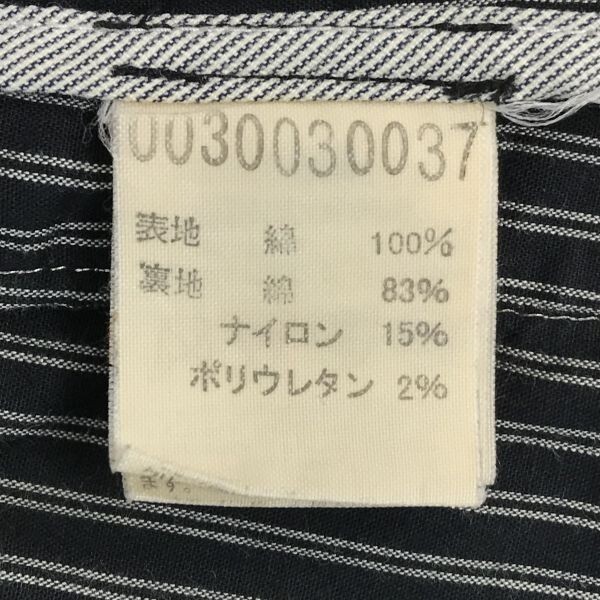 0030030037
表地 綿 100%
裏地 綿 83%
ナイロン 15%
ポリウレタン 2%